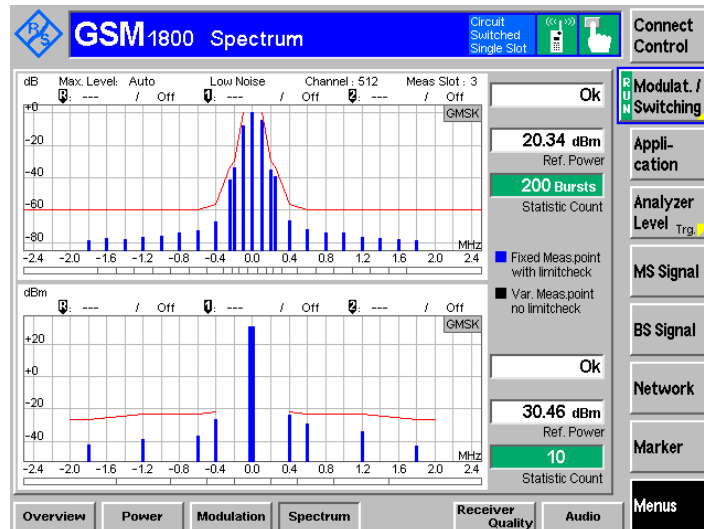 R/S
GSM1800 Spectrum
Circuit
Switched
Single Slot
Connect
Control
dB Max. Level: Auto Low Noise Channel : 512 Meas Slot : 3
R: --- / Off 1: --- / Off 2: --- / Off
GMSK
+0
-20
-40
-60
-80
MHz
-2.4 -2.0 -1.6 -1.2 -0.8 -0.4 0.0 0.4 0.8 1.2 1.6 2.0 2.4
Ok
20.34 dBm
Ref. Power
200 Bursts
Statistic Count
Fixed Meas.point
with limitcheck
Var. Meas.point
no limitcheck
dBm
R: --- / Off 1: --- / Off 2: --- / Off
GMSK
+20
+0
-20
-40
MHz
-2.4 -2.0 -1.6 -1.2 -0.8 -0.4 0.0 0.4 0.8 1.2 1.6 2.0 2.4
Ok
30.46 dBm
Ref. Power
10
Statistic Count
RUN
Modulat. /
Switching
Appli-
cation
Analyzer
Level Trg.
MS Signal
BS Signal
Network
Marker
Menus
Overview Power Modulation Spectrum Receiver
Quality Audio